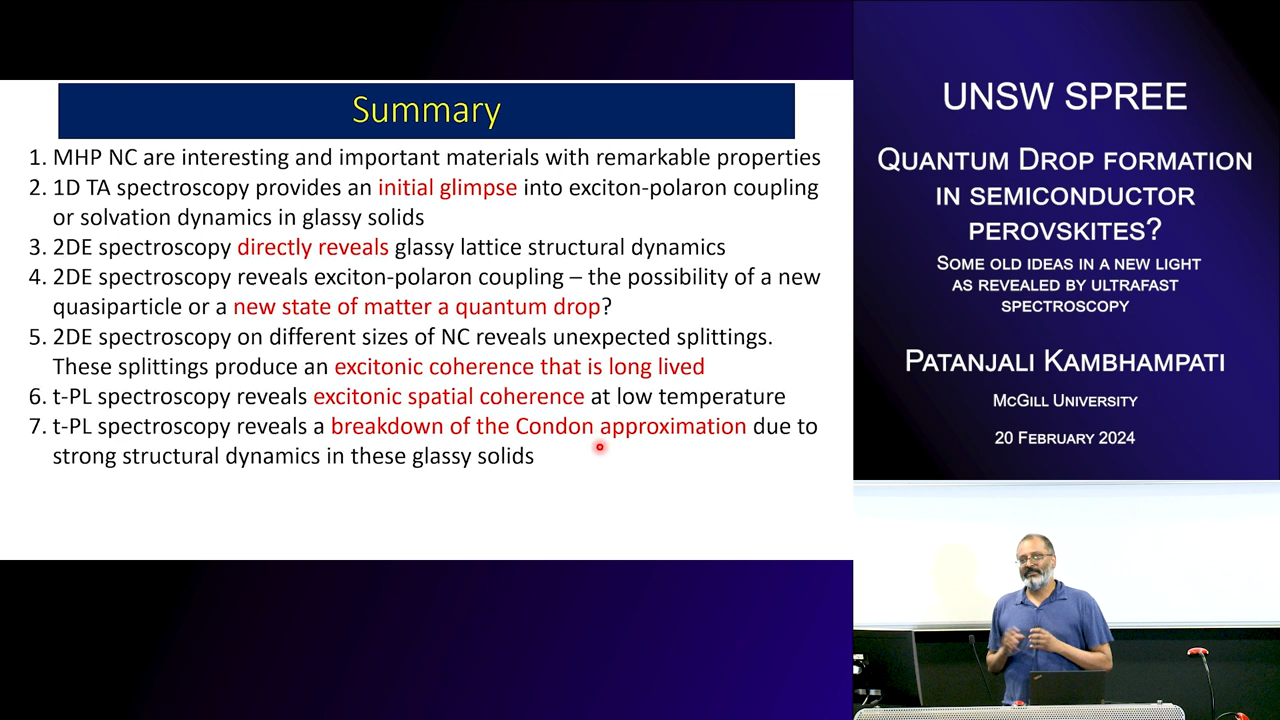 Summary
1. MHP NC are interesting and important materials with remarkable properties
2. 1D TA spectroscopy provides an initial glimpse into exciton-polaron coupling
or solvation dynamics in glassy solids
3. 2DE spectroscopy directly reveals glassy lattice structural dynamics
4. 2DE spectroscopy reveals exciton-polaron coupling – the possibility of a new
quasiparticle or a new state of matter a quantum drop?
5. 2DE spectroscopy on different sizes of NC reveals unexpected splittings.
These splittings produce an excitonic coherence that is long lived
6. t-PL spectroscopy reveals excitonic spatial coherence at low temperature
7. t-PL spectroscopy reveals a breakdown of the Condon approximation due to
strong structural dynamics in these glassy solids
UNSW SPREE
QUANTUM DROP FORMATION
IN SEMICONDUCTOR
PEROVSKITES?
SOME OLD IDEAS IN A NEW LIGHT
AS REVEALED BY ULTRAFAST
SPECTROSCOPY
PATANJALI KAMBHAMPATI
MCGILL UNIVERSITY
20 FEBRUARY 2024